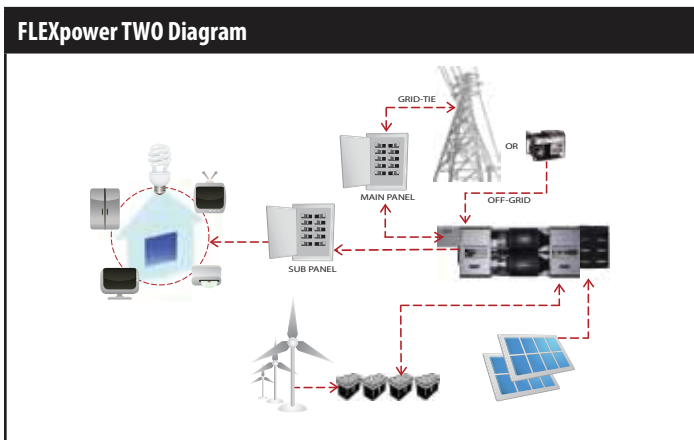 FLEXpower TWO Diagram
GRID-TIE
OR
MAIN PANEL
OFF-GRID
SUB PANEL